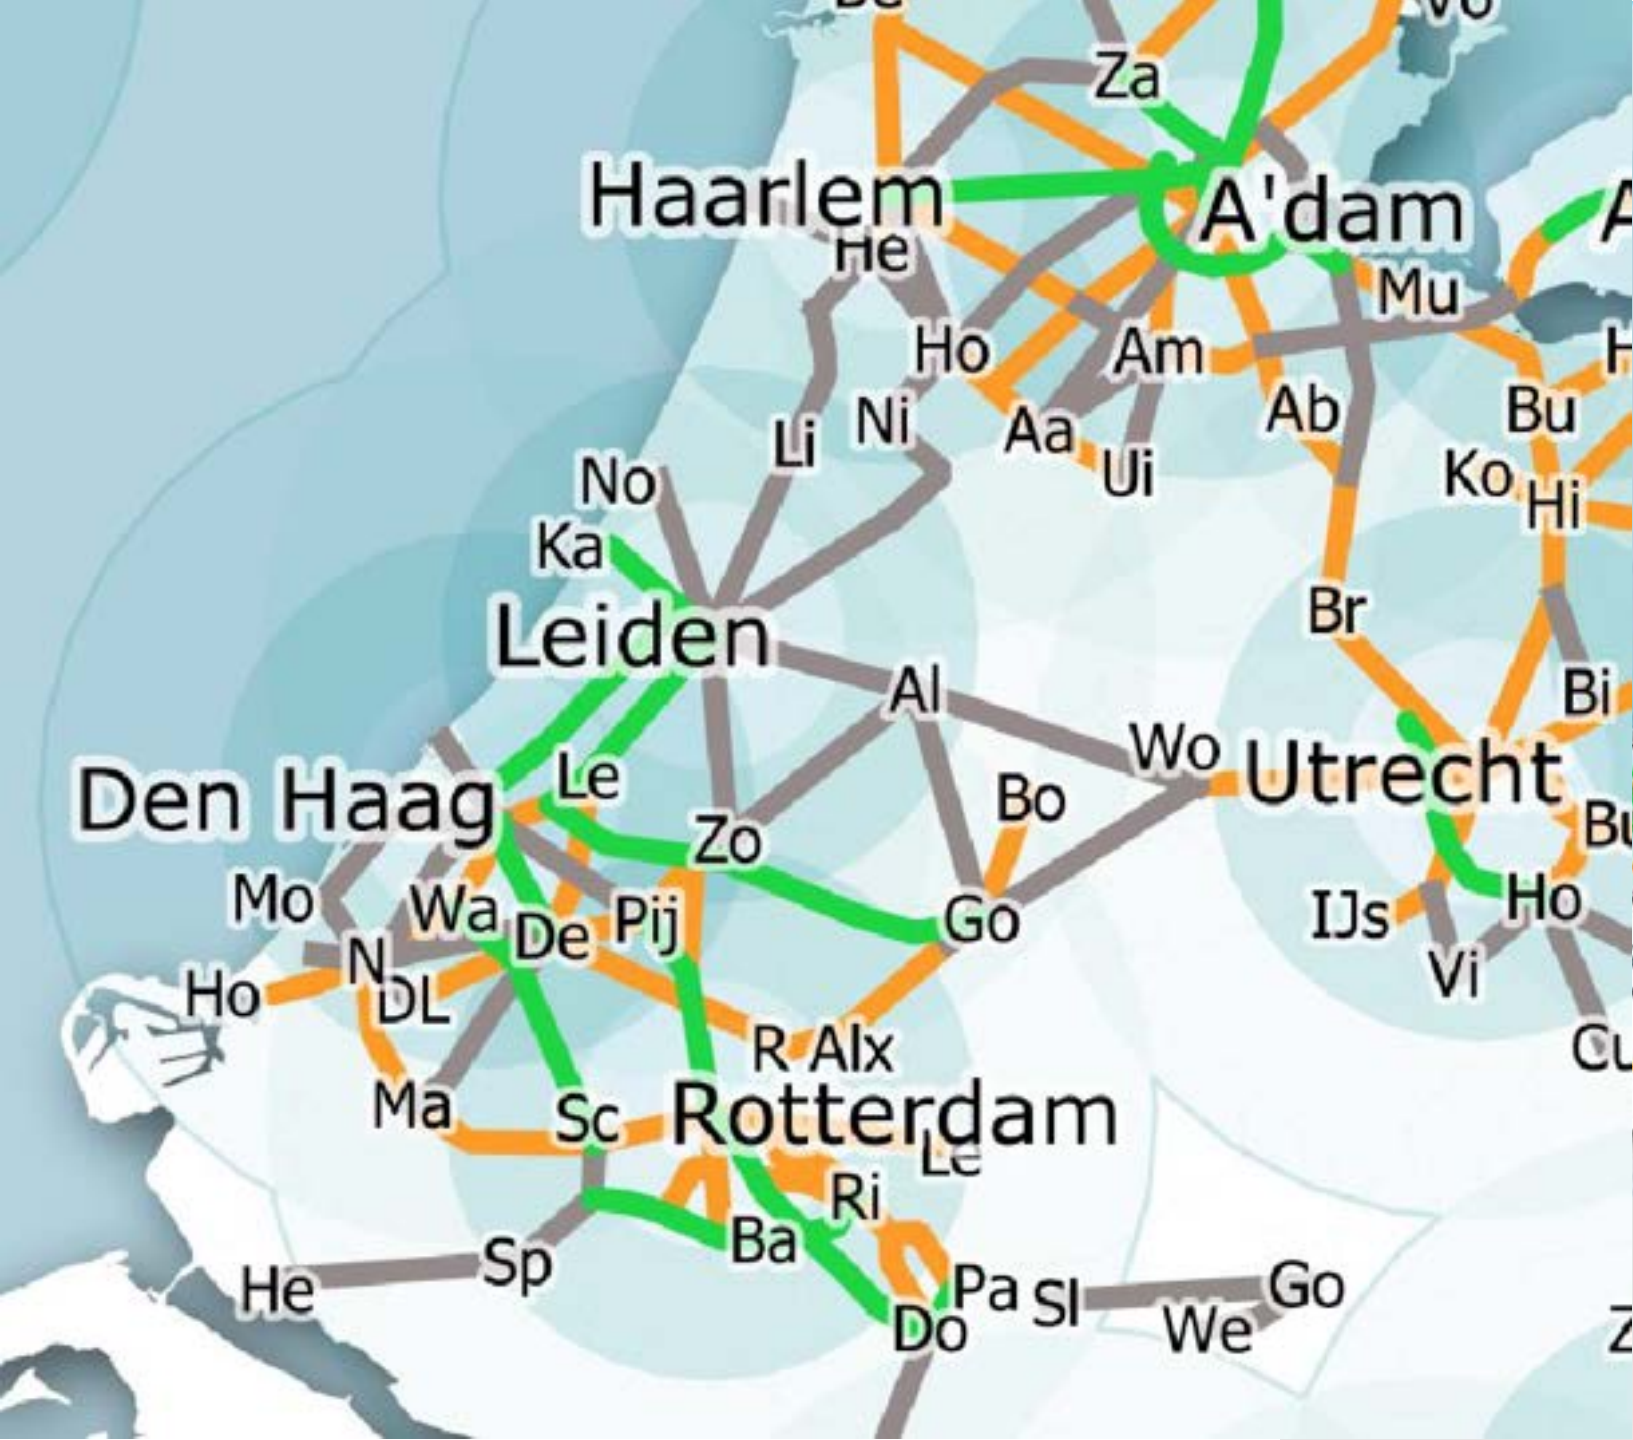 Be
Vo
Za
Haarlem
A'dam
He
Mu
Ho
Am
Bu
Ni
Ab
Li
Aa
Ko
No
Ui
Hi
Ka
Br
Leiden
Al
Bi
Wo
Den Haag
Le
Bo
Utrecht
Zo
Mo
Wa
De
Pij
Go
IJs
Ho
N
Vi
Ho
DL
R Alx
Ma
Sc
Rotterdam
Le
Ri
Ba
Sp
He
Pa
Sl
Go
Do
We